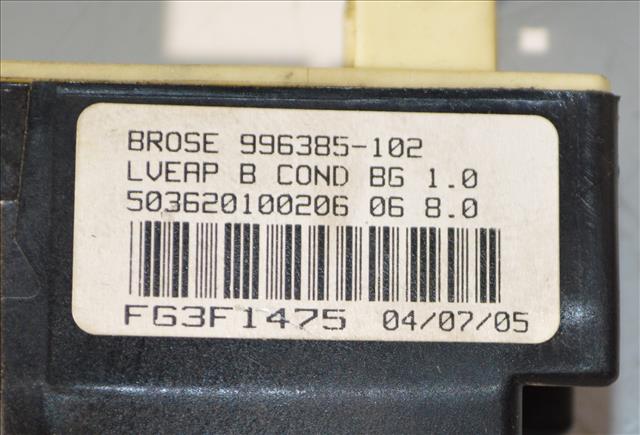 BROSE 996385-102
LVEAP B COND BG 1.0
503620100206 06 8.0
FG3F1475 04/07/05